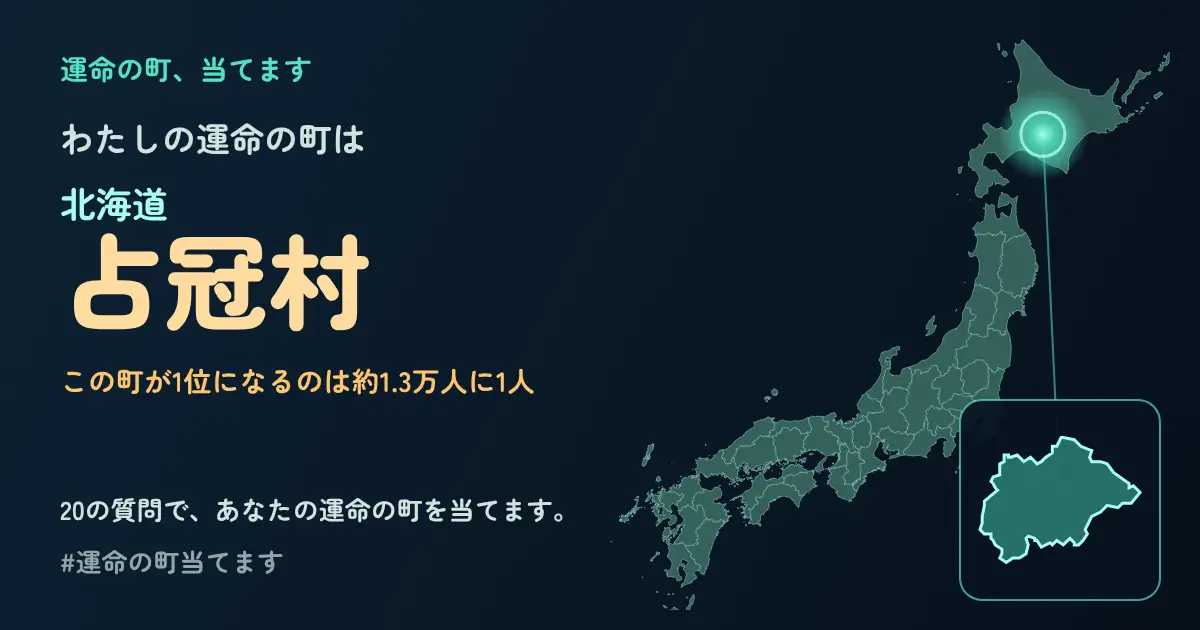 運命の町、当てます
わたしの運命の町は
北海道
占冠村
この町が1位になるのは約1.3万人に1人
20の質問で、あなたの運命の町を当てます。
#運命の町当てます